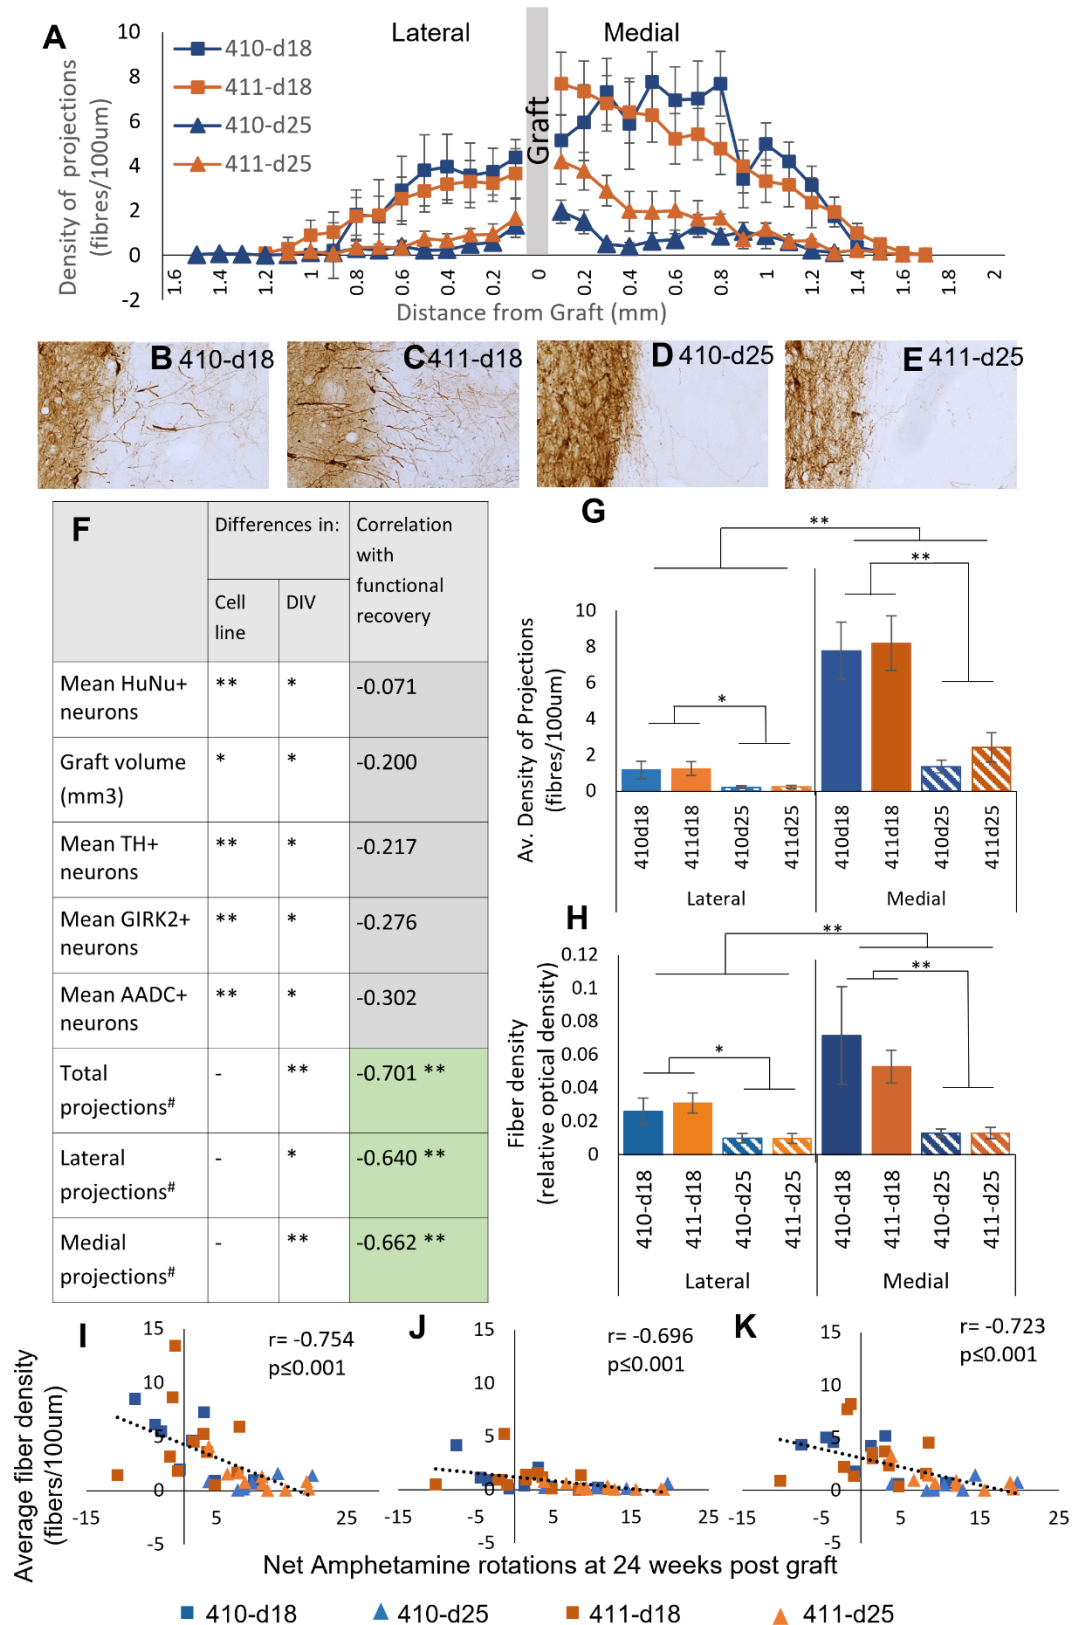 A
10
8
6
4
2
0
-2
Density of projections
(fibres/100um)
410-d18
411-d18
410-d25
411-d25
Lateral
Medial
Graft
1.6
1.4
1.2
1
0.8
0.6
0.4
0.2
0
0.2
0.4
0.6
0.8
1
1.2
1.4
1.6
1.8
2
Distance from Graft (mm)
B 410-d18
C 411-d18
D 410-d25
E 411-d25
F
Differences in:
Correlation
with
functional
recovery
Cell
line
DIV
Mean HuNu+
neurons
** * -0.071
Graft volume
(mm3)
* * -0.200
Mean TH+
neurons
** * -0.217
Mean GIRK2+
neurons
** * -0.276
Mean AADC+
neurons
** * -0.302
Total
projections#
- ** -0.701 **
Lateral
projections#
- * -0.640 **
Medial
projections#
- ** -0.662 **
G
**
**
*
10
8
6
4
2
0
Av. Density of Projections
(fibres/100um)
410d18
411d18
410d25
411d25
410d18
411d18
410d25
411d25
Lateral
Medial
H
**
**
*
0.12
0.1
0.08
0.06
0.04
0.02
0
Fiber density
(relative optical density)
410-d18
411-d18
410-d25
411-d25
410-d18
411-d18
410-d25
411-d25
Lateral
Medial
I
r= -0.754
p≤0.001
15
10
5
0
-5
-15
5
25
Average fiber density
(fibers/100um)
J
r= -0.696
p≤0.001
15
10
5
0
-5
-15
-5
5
15
25
K
r= -0.723
p≤0.001
15
10
5
0
-5
-15
-5
5
15
25
Net Amphetamine rotations at 24 weeks post graft
410-d18
410-d25
411-d18
411-d25